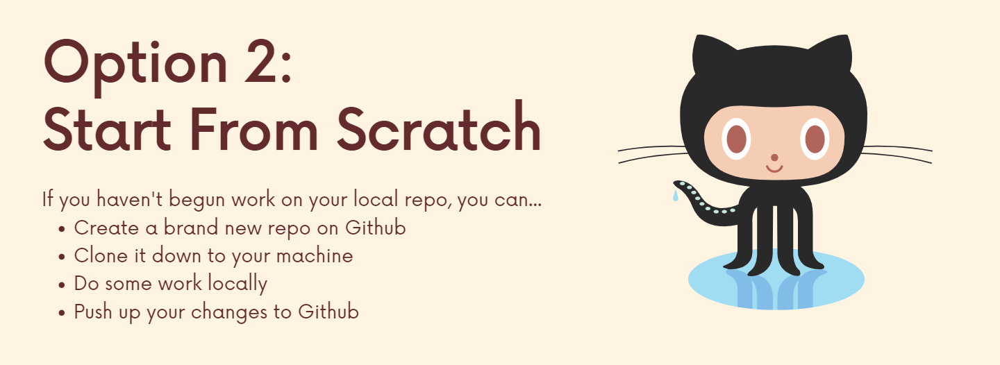 Option 2:
Start From Scratch
If you haven't begun work on your local repo, you can...
• Create a brand new repo on Github
• Clone it down to your machine
• Do some work locally
• Push up your changes to Github